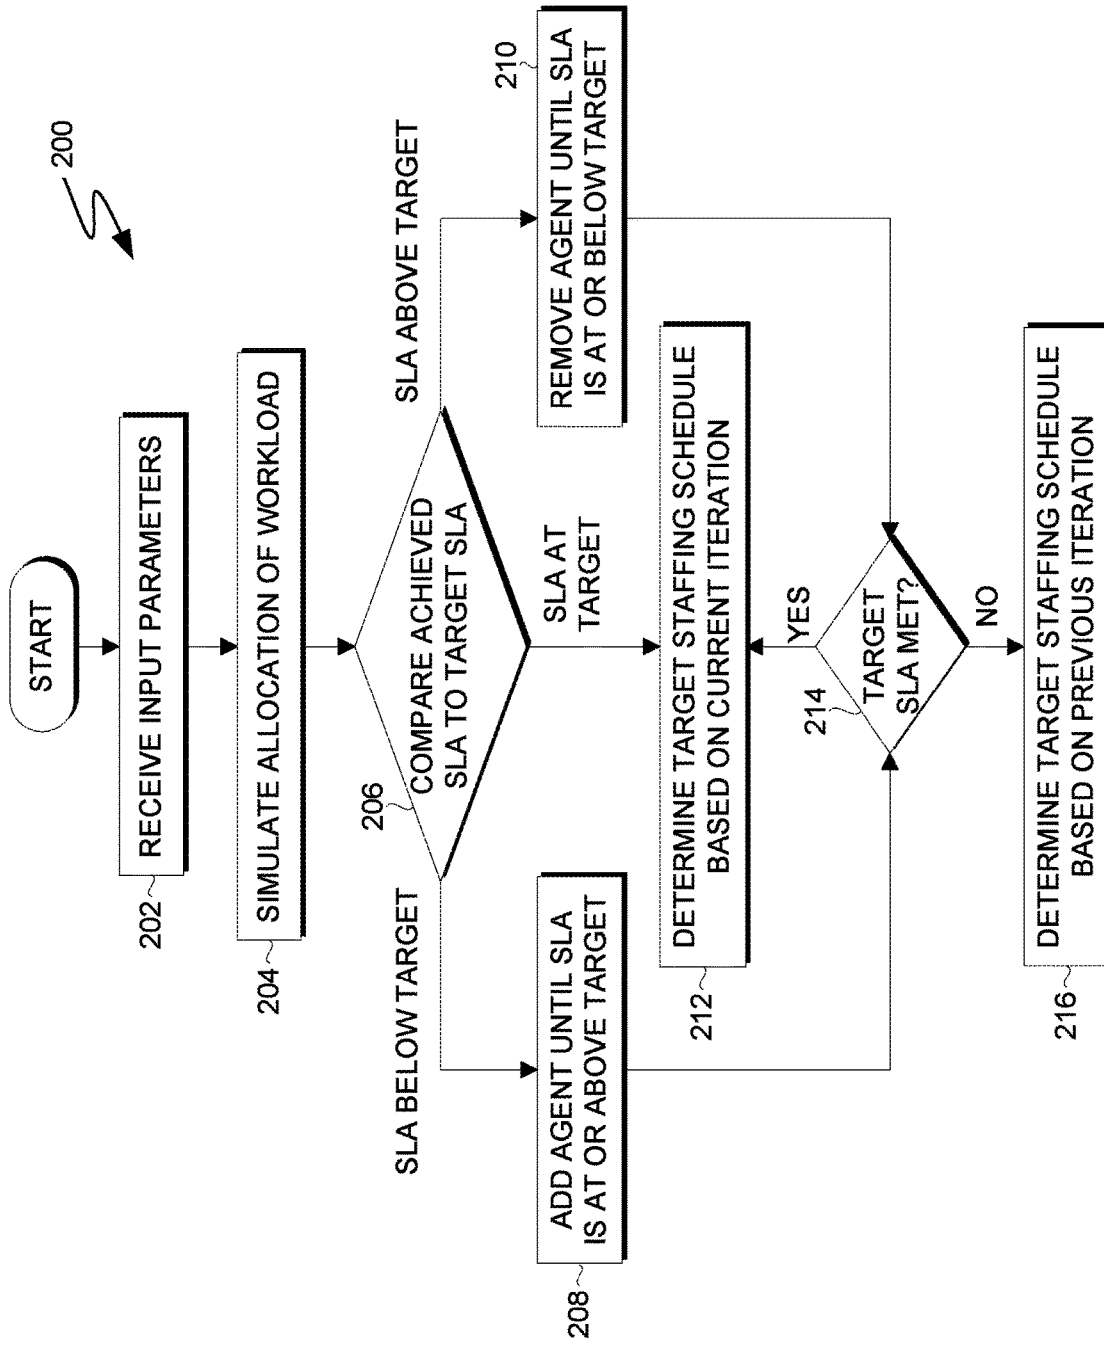 200
START
202
RECEIVE INPUT PARAMETERS
204
SIMULATE ALLOCATION OF WORKLOAD
206
COMPARE ACHIEVED
SLA TO TARGET SLA
SLA BELOW TARGET
SLA ABOVE TARGET
SLA AT
TARGET
208
ADD AGENT UNTIL SLA
IS AT OR ABOVE TARGET
210
REMOVE AGENT UNTIL SLA
IS AT OR BELOW TARGET
212
DETERMINE TARGET STAFFING SCHEDULE
BASED ON CURRENT ITERATION
YES
214
TARGET
SLA MET?
NO
216
DETERMINE TARGET STAFFING SCHEDULE
BASED ON PREVIOUS ITERATION